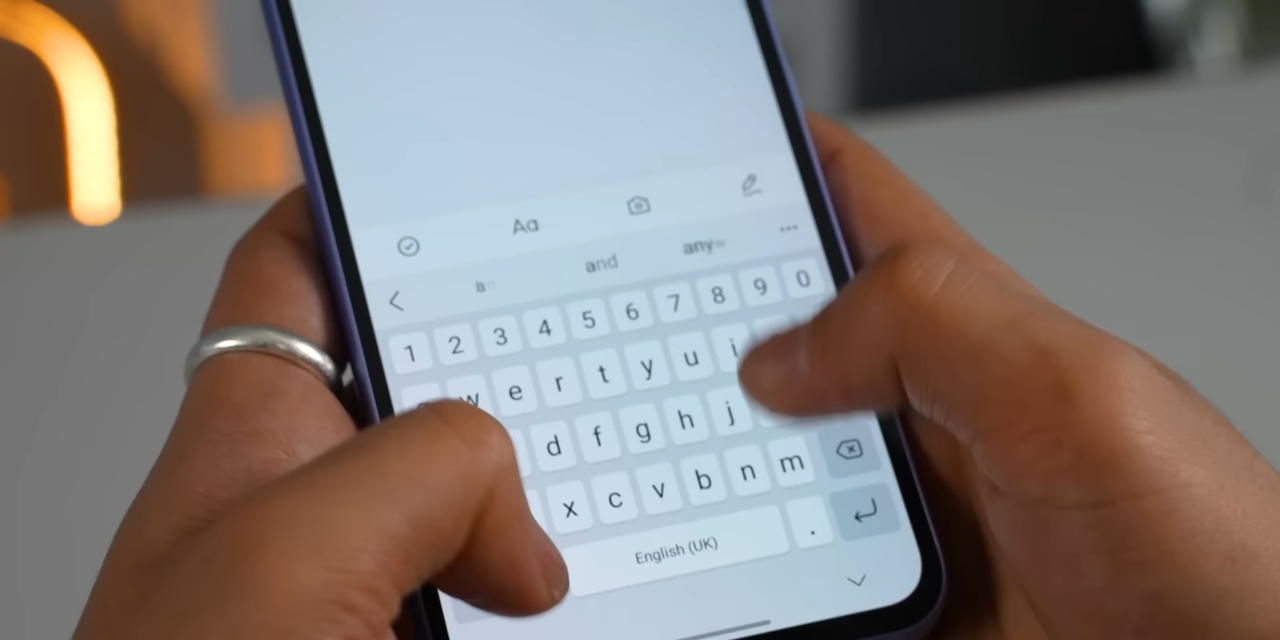 Aa
and any
1 2 3 4 5 6 7 8 9 0
w e r t y u i
d f g h j
x c v b n m
English (UK) .